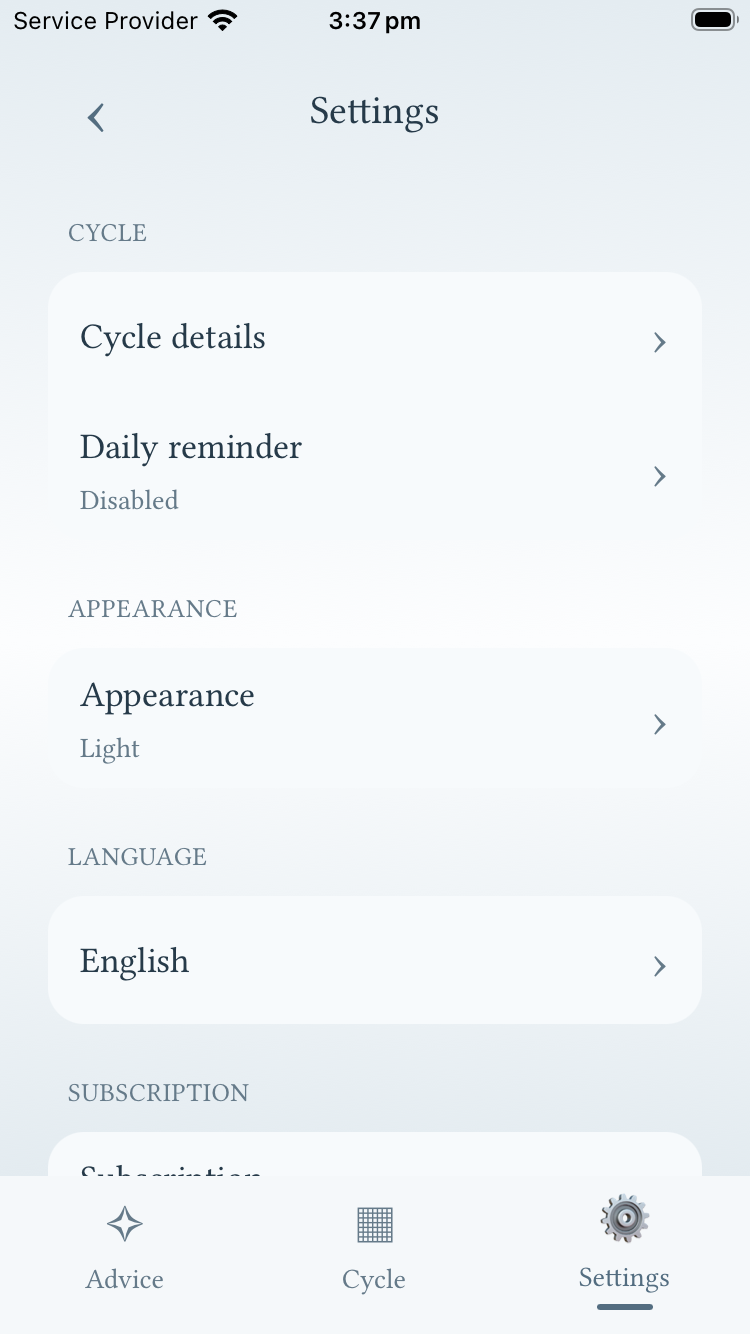 Service Provider 3:37 pm
Settings
CYCLE
Cycle details
Daily reminder
Disabled
APPEARANCE
Appearance
Light
LANGUAGE
English
SUBSCRIPTION
Subscription
Advice Cycle Settings